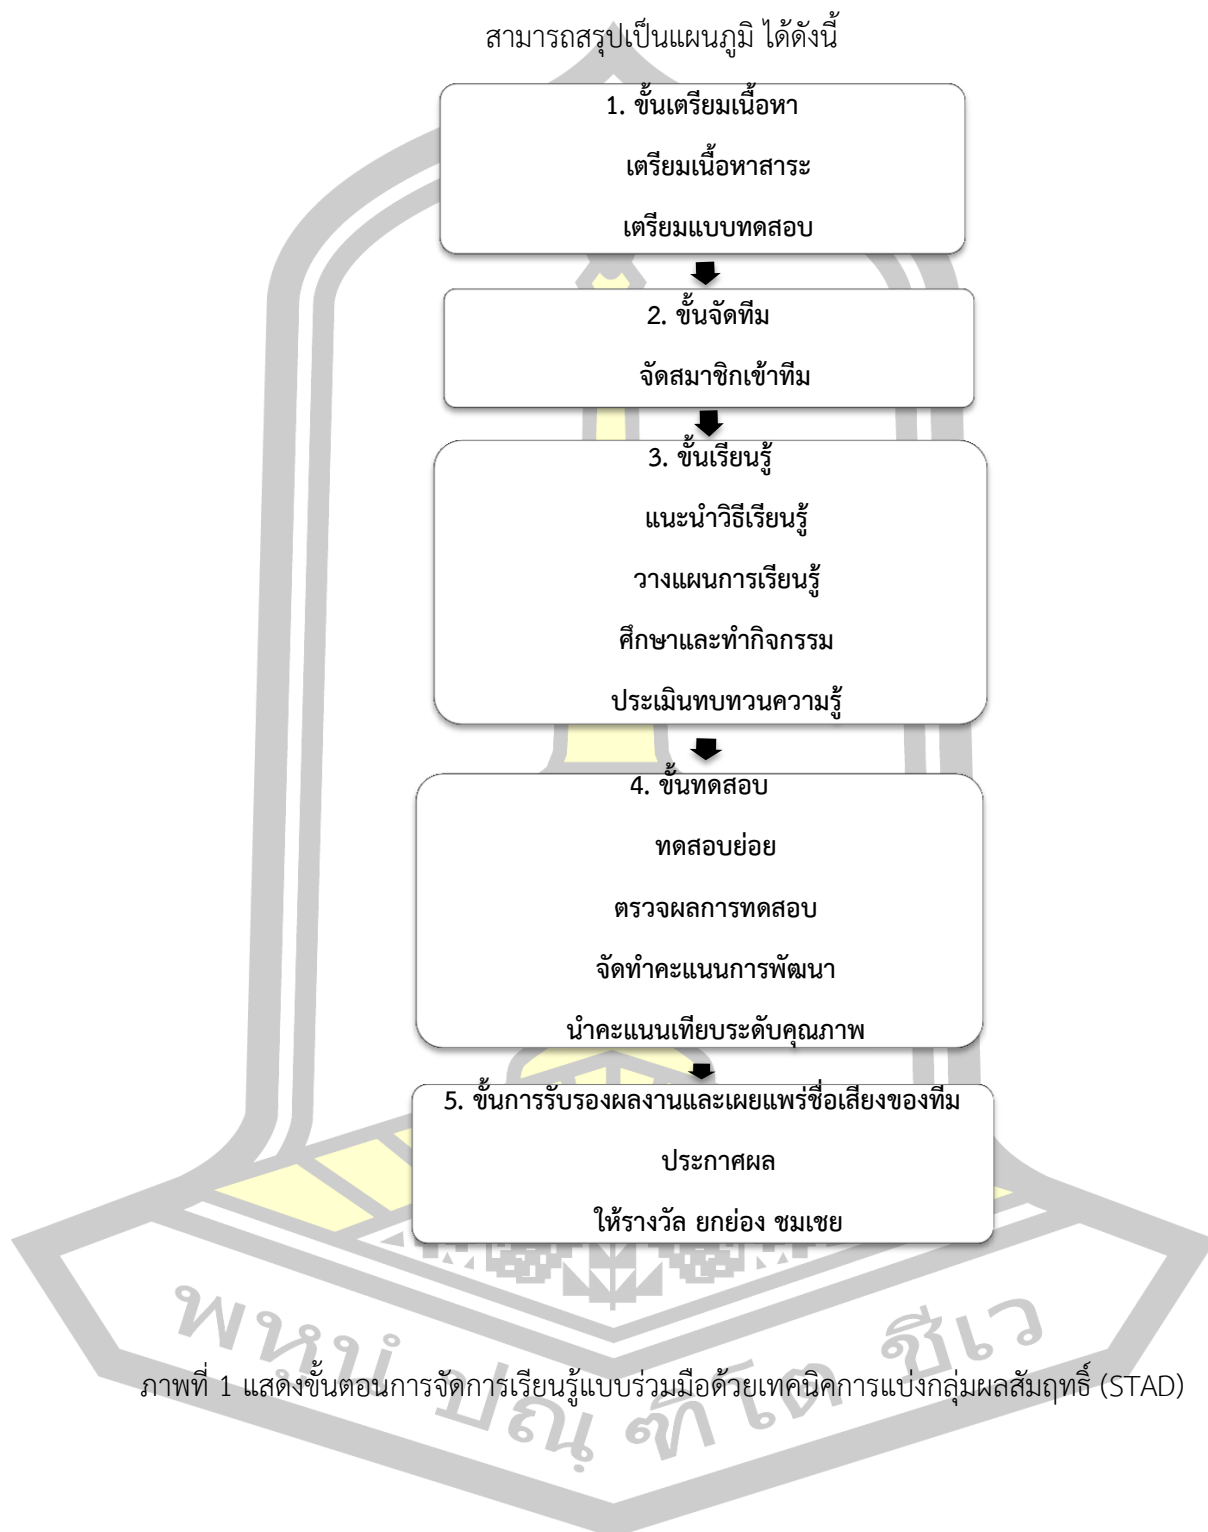 สามารถสรุปเป็นแผนภูมิ ได้ดังนี้
1. ขั้นเตรียมเนื้อหา
เตรียมเนื้อหาสาระ
เตรียมแบบทดสอบ
2. ขั้นจัดทีม
จัดสมาชิกเข้าทีม
3. ขั้นเรียนรู้
แนะนำวิธีเรียนรู้
วางแผนการเรียนรู้
ศึกษาและทำกิจกรรม
ประเมินทบทวนความรู้
4. ขั้นทดสอบ
ทดสอบย่อย
ตรวจผลการทดสอบ
จัดทำคะแนนการพัฒนา
นำคะแนนเทียบระดับคุณภาพ
5. ขั้นการรับรองผลงานและเผยแพร่ชื่อเสียงของทีม
ประกาศผล
ให้รางวัล ยกย่อง ชมเชย
พหูนํ ปณฺฑิโต ชีเว
ภาพที่ 1 แสดงขั้นตอนการจัดการเรียนรู้แบบร่วมมือด้วยเทคนิคการแบ่งกลุ่มผลสัมฤทธิ์ (STAD)